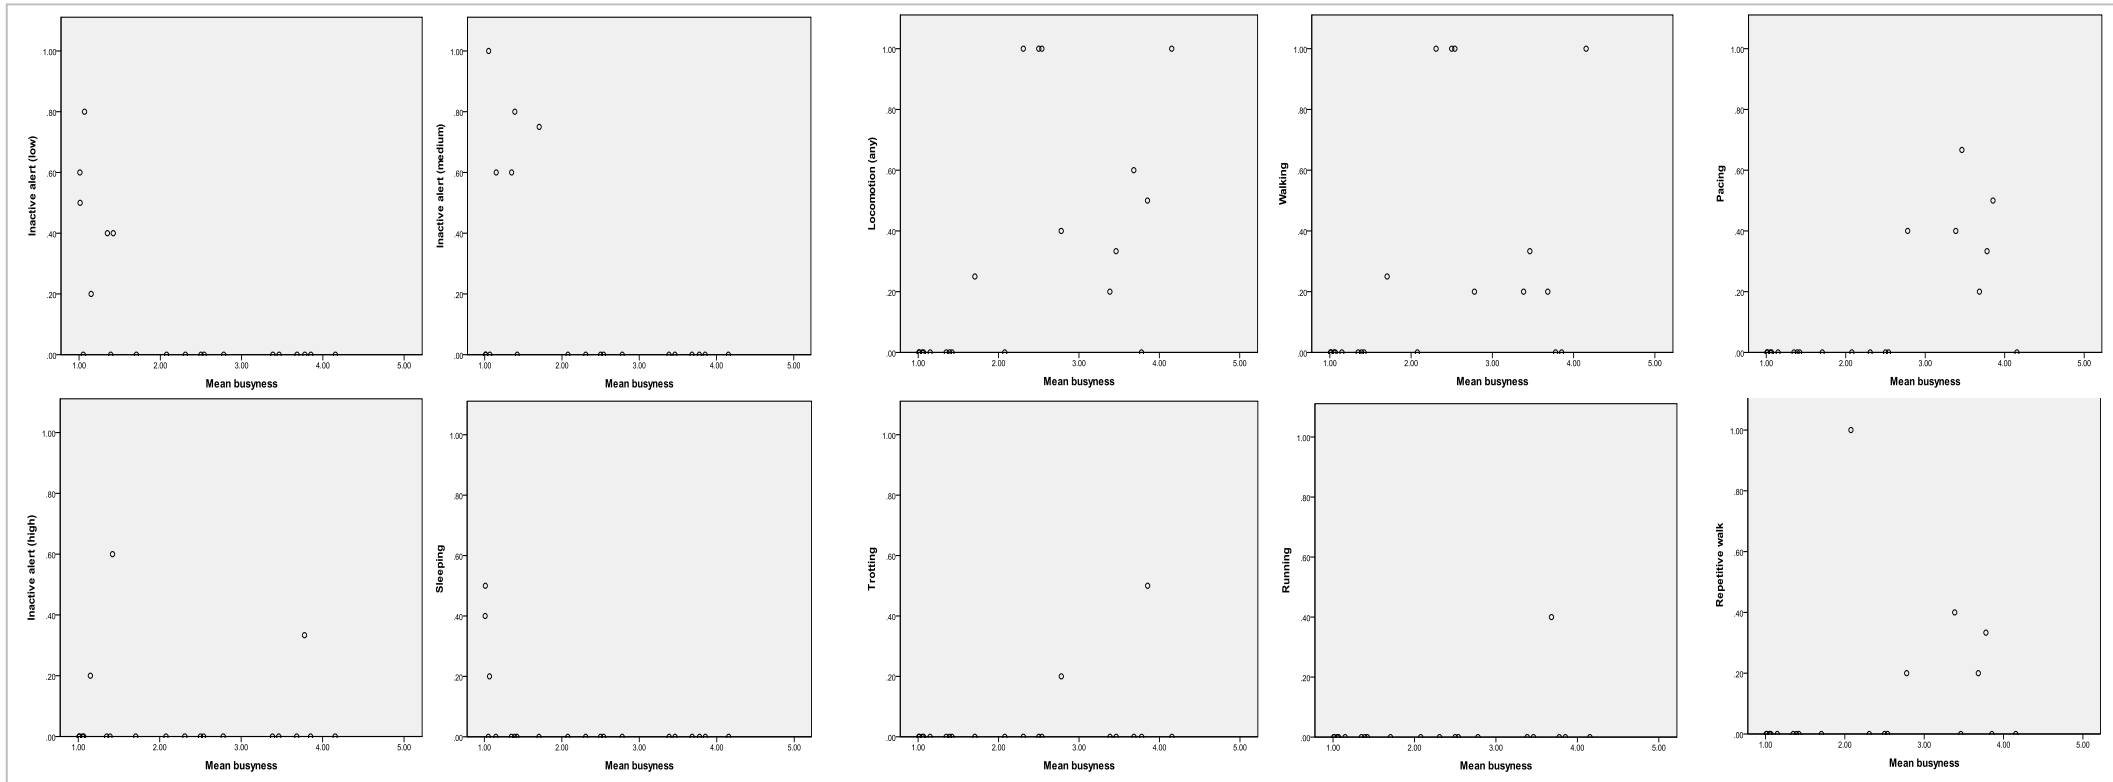 Inactive alert (low)
1.00
.80
.60
.40
.20
.00
1.00 2.00 3.00 4.00 5.00
Mean busyness
Inactive alert (medium)
1.00
.80
.60
.40
.20
.00
1.00 2.00 3.00 4.00 5.00
Mean busyness
Locomotion (any)
1.00
.80
.60
.40
.20
.00
1.00 2.00 3.00 4.00 5.00
Mean busyness
Walking
1.00
.80
.60
.40
.20
.00
1.00 2.00 3.00 4.00 5.00
Mean busyness
Pacing
1.00
.80
.60
.40
.20
.00
1.00 2.00 3.00 4.00 5.00
Mean busyness
Inactive alert (high)
1.00
.80
.60
.40
.20
.00
1.00 2.00 3.00 4.00 5.00
Mean busyness
Sleeping
1.00
.80
.60
.40
.20
.00
1.00 2.00 3.00 4.00 5.00
Mean busyness
Trotting
1.00
.80
.60
.40
.20
.00
1.00 2.00 3.00 4.00 5.00
Mean busyness
Running
1.00
.80
.60
.40
.20
.00
1.00 2.00 3.00 4.00 5.00
Mean busyness
Repetitive walk
1.00
.80
.60
.40
.20
.00
1.00 2.00 3.00 4.00 5.00
Mean busyness